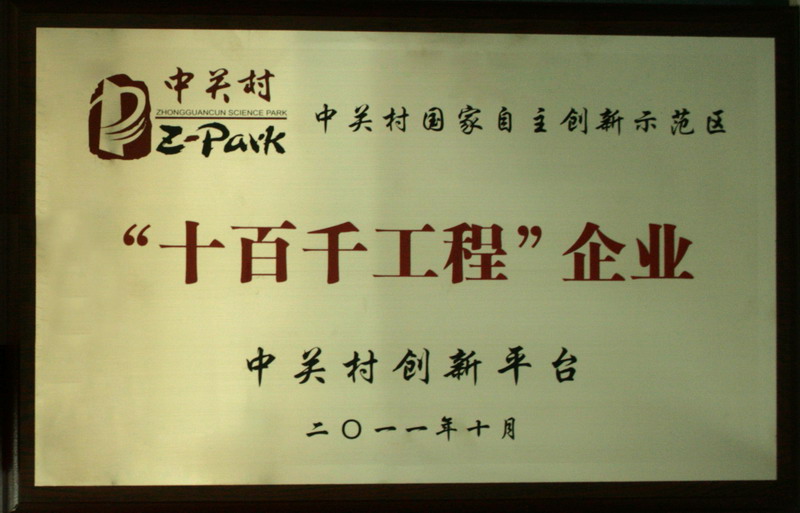 中关村
ZHONGGUANCUN SCIENCE PARK
Z-Park
中关村国家自主创新示范区
“十百千工程”企业
中关村创新平台
二〇一一年十月